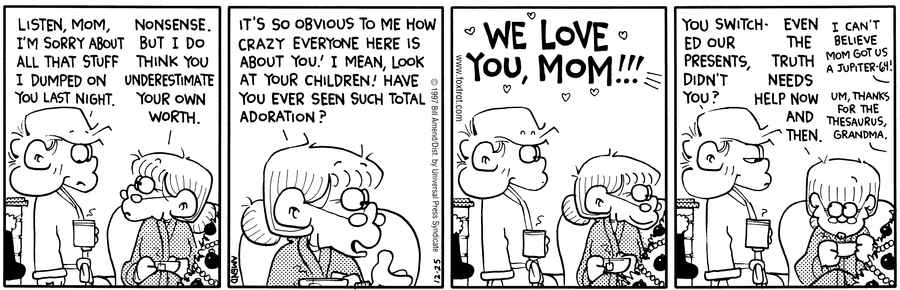 LISTEN, MOM,
I'M SORRY ABOUT
ALL THAT STUFF
I DUMPED ON
YOU LAST NIGHT.
NONSENSE.
BUT I DO
THINK YOU
UNDERESTIMATE
YOUR OWN
WORTH.
IT'S SO OBVIOUS TO ME HOW
CRAZY EVERYONE HERE IS
ABOUT YOU! I MEAN, LOOK
AT YOUR CHILDREN! HAVE
YOU EVER SEEN SUCH TOTAL
ADORATION?
AMEND
12-25
© 1997 Bill Amend/Dist. by Universal Press Syndicate
www.foxtrot.com
WE LOVE
YOU, MOM!!!
YOU SWITCH-
ED OUR
PRESENTS,
DIDN'T
YOU?
EVEN
THE
TRUTH
NEEDS
HELP NOW
AND
THEN.
I CAN'T
BELIEVE
MOM GOT US
A JUPITER-64!
UM, THANKS
FOR THE
THESAURUS,
GRANDMA.